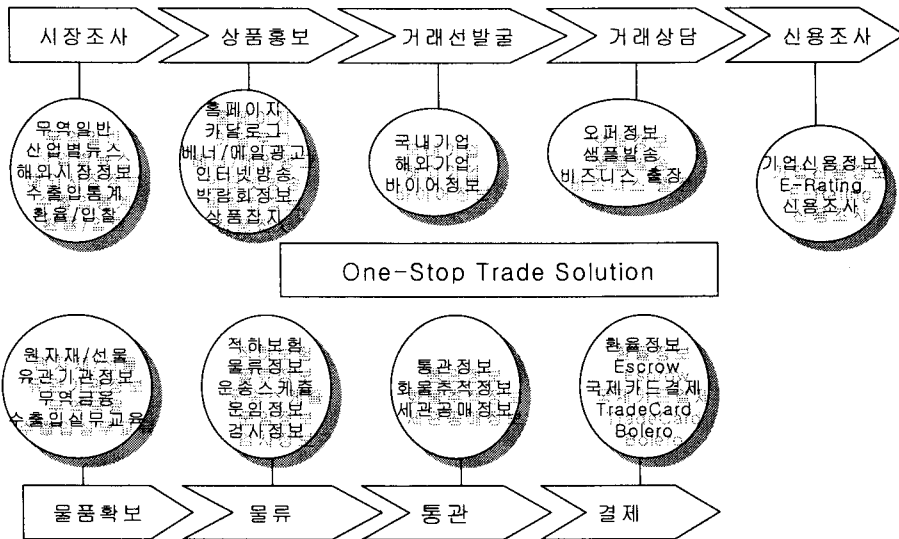 시장조사
상품홍보
거래선발굴
거래상담
신용조사
무역일반
산업별뉴스
해외시장정보
수출입통계
환율/입찰
홈페이자
카달로그
베너/메일광고
인터넷방송
박람회정보
상품잡지
국내기업
해외기업
바이어정보
오퍼정보
샘플발송
비즈니스 출장
기업신용정보
E-Rating
신용조사
One-Stop Trade Solution
원자재/선물
유관기관정보
무역금융
수출입실무교육
적하보험
물류정보
운송스케줄
운임정보
검사정보
통관정보
화물추적정보
세관공매정보
환율정보
Escrow
국제카드결제
TradeCard
Bolero
물품확보
물류
통관
결제